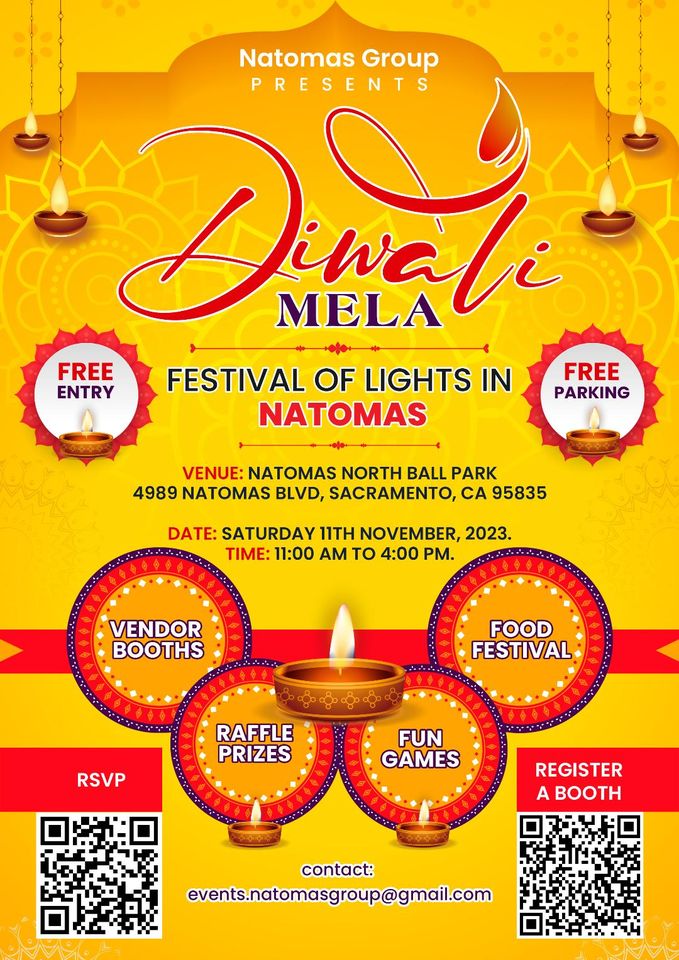 Natomas Group
PRESENTS
Diwali
MELA
FREE
ENTRY
FESTIVAL OF LIGHTS IN
NATOMAS
FREE
PARKING
VENUE: NATOMAS NORTH BALL PARK
4989 NATOMAS BLVD, SACRAMENTO, CA 95835
DATE: SATURDAY 11TH NOVEMBER, 2023.
TIME: 11:00 AM TO 4:00 PM.
VENDOR
BOOTHS
FOOD
FESTIVAL
RAFFLE
PRIZES
FUN
GAMES
RSVP
REGISTER
A BOOTH
contact:
events.natomasgroup@gmail.com